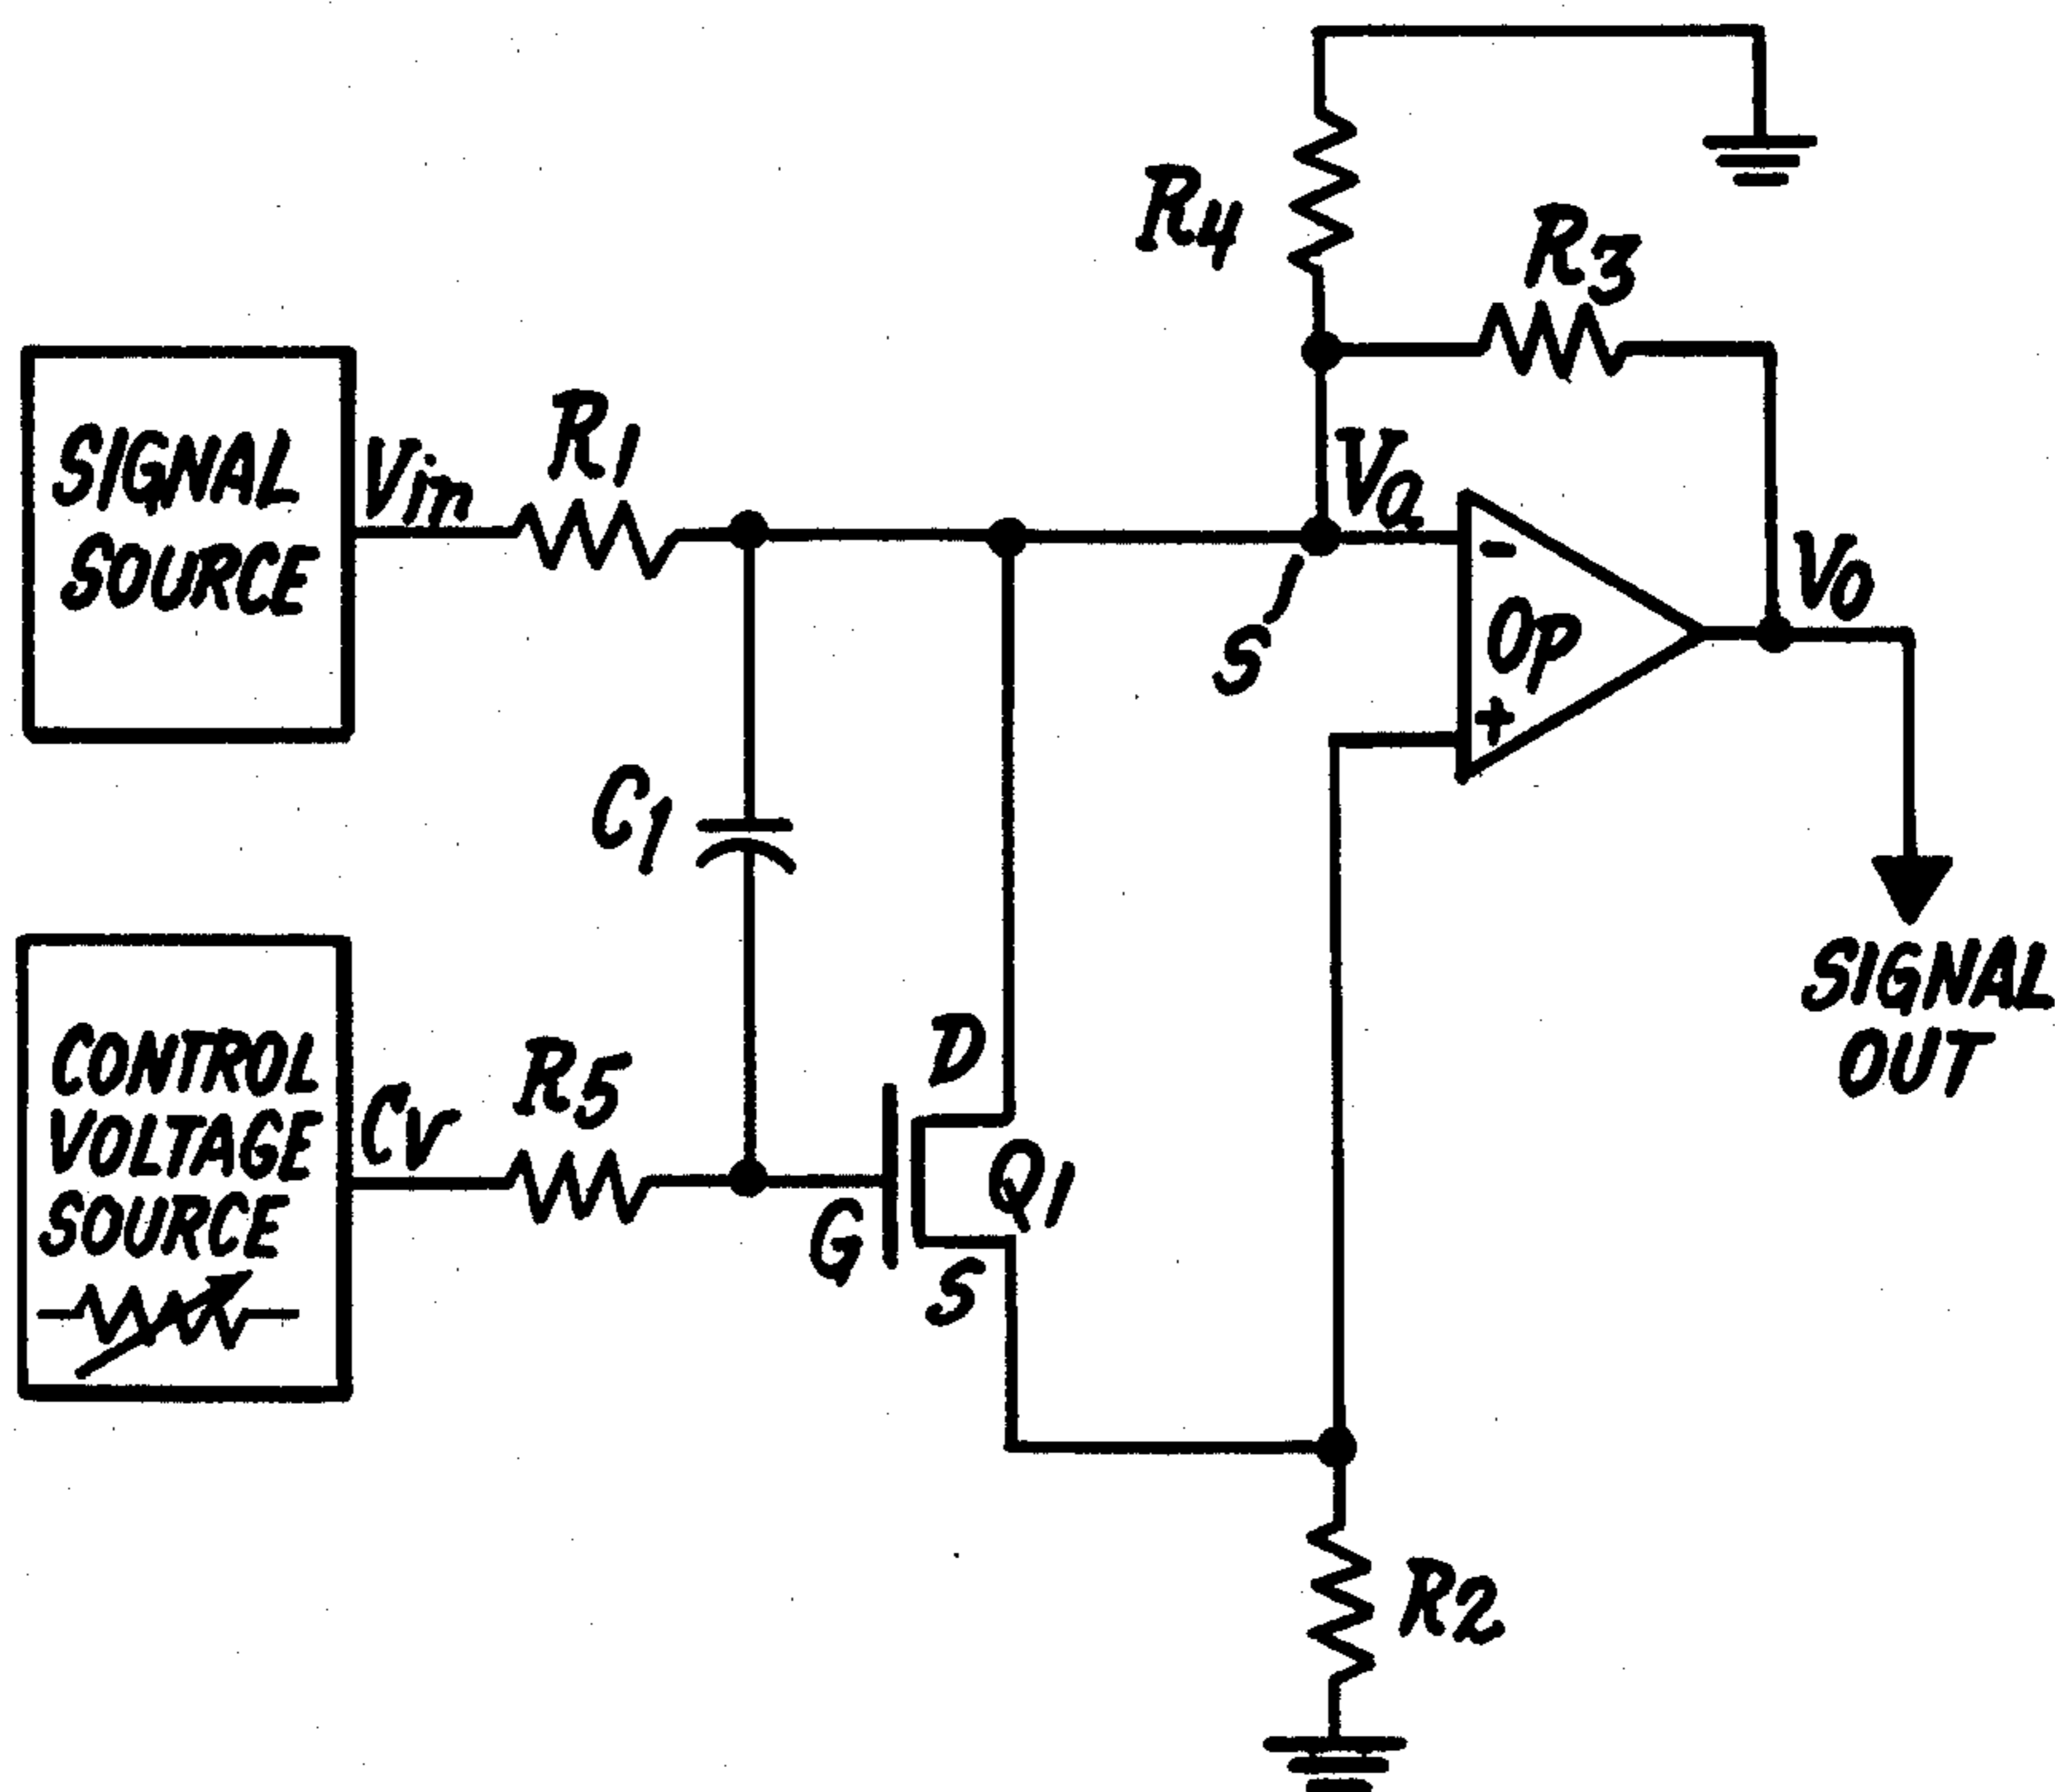 R4
R3
SIGNAL
SOURCE
Vin
R1
Va
-
OP
+
Vo
S'
C1
SIGNAL
OUT
CONTROL
VOLTAGE
SOURCE
Cv
R5
D
G
Q1
S
R2